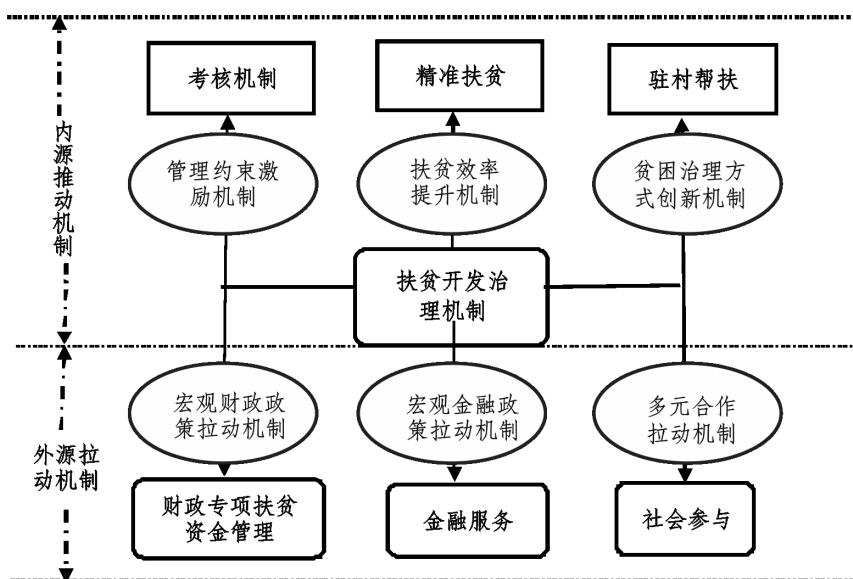 考核机制
精准扶贫
驻村帮扶
内源推动机制
管理约束激
励机制
扶贫效率
提升机制
贫困治理方
式创新机制
扶贫开发治
理机制
外源拉
动机制
宏观财政政
策拉动机制
宏观金融政
策拉动机制
多元合作
拉动机制
财政专项扶贫
资金管理
金融服务
社会参与